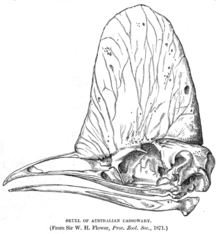 SKULL OF AUSTRALIAN CASSOWARY.
(From Sir W. H. Flower, Proc. Zool. Soc., 1871.)